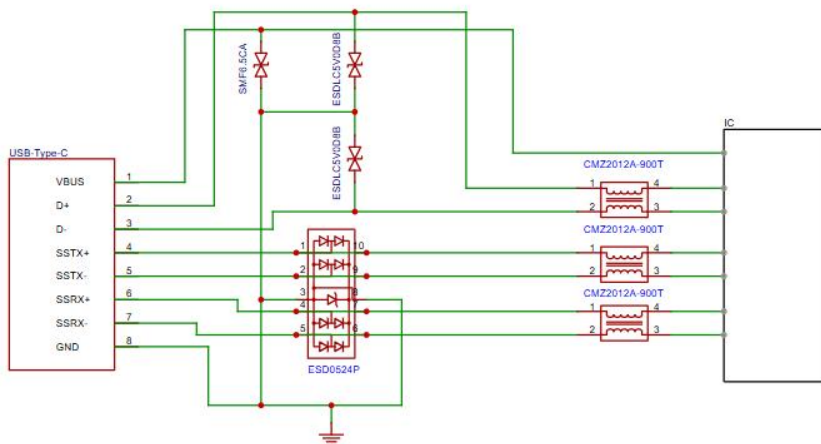 SMF6.5CA
ESDLC5V0D8B
ESDLC5V0D8B
IC
USB-Type-C
CMZ2012A-900T
VBUS 1
D+ 2
D- 3
SSTX+ 4
SSTX- 5
SSRX+ 6
SSRX- 7
GND 8
1 4
2 3
CMZ2012A-900T
1 10
2 9
3 8
4 7
5 6
1 4
2 3
CMZ2012A-900T
1 4
2 3
ESD0524P